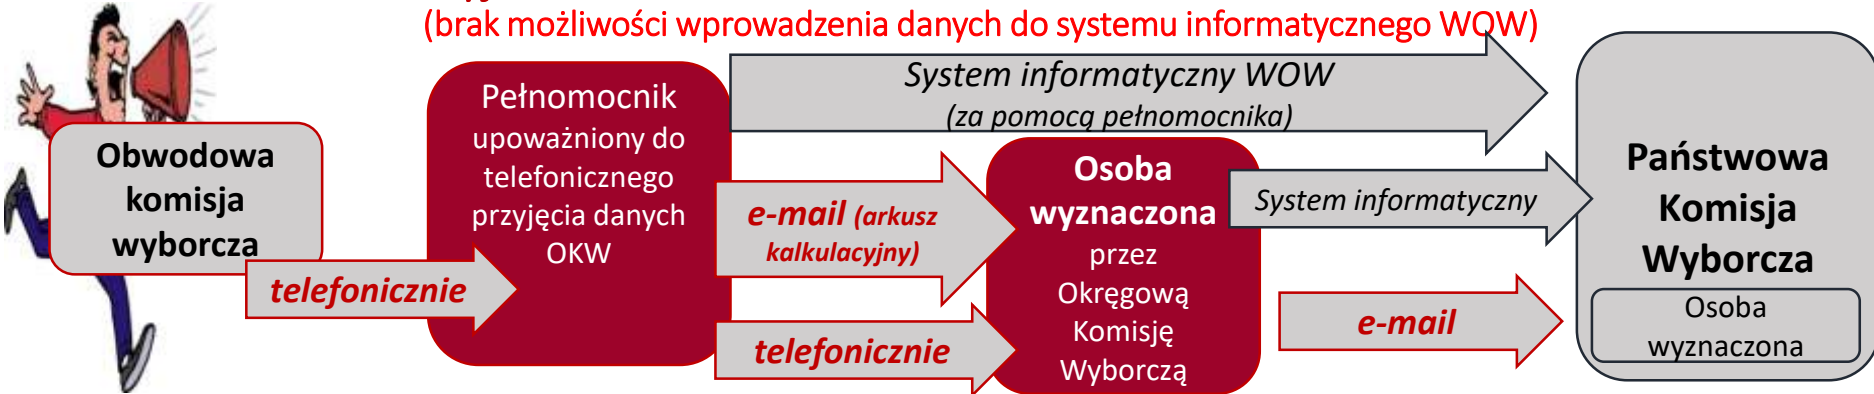 (brak możliwości wprowadzenia danych do systemu informatycznego WOW)
Obwodowa
komisja
wyborcza
telefonicznie
Pełnomocnik
upoważniony do
telefonicznego
przyjęcia danych
OKW
System informatyczny WOW
(za pomocą pełnomocnika)
e-mail (arkusz
kalkulacyjny)
telefonicznie
Osoba
wyznaczona
przez
Okręgową
Komisję
Wyborczą
System informatyczny
e-mail
Państwowa
Komisja
Wyborcza
Osoba
wyznaczona